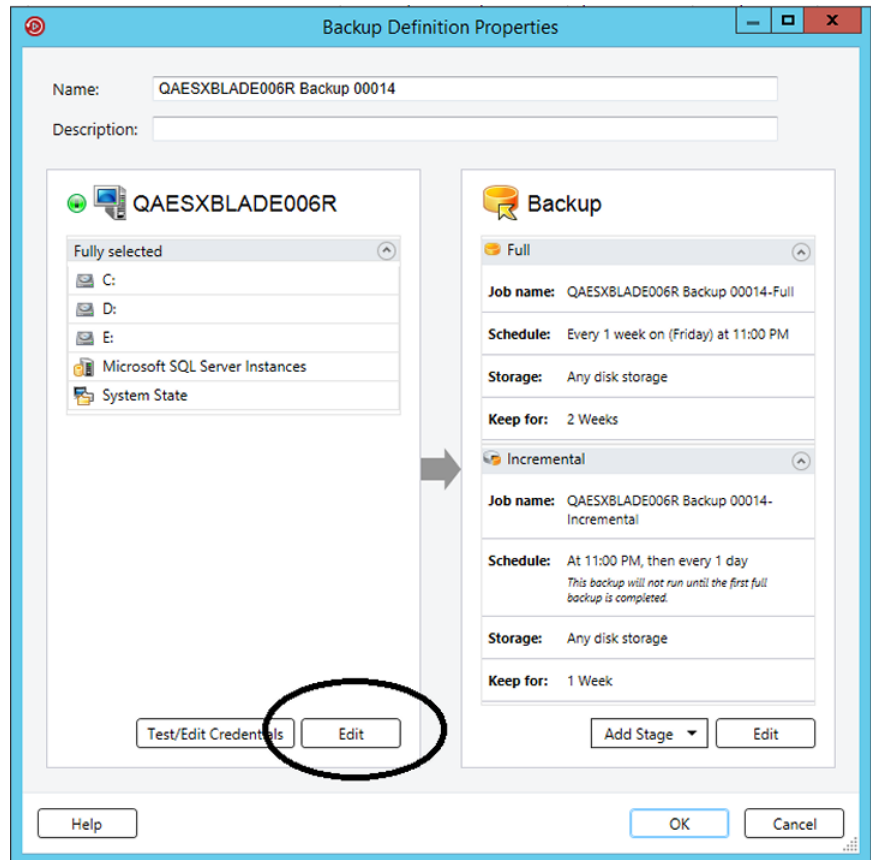 Backup Definition Properties
Name: QAESXBLADE006R Backup 00014
Description:
QAESXBLADE006R
Fully selected
C:
D:
E:
Microsoft SQL Server Instances
System State
Test/Edit Credentials
Edit
Backup
Full
Job name: QAESXBLADE006R Backup 00014-Full
Schedule: Every 1 week on (Friday) at 11:00 PM
Storage: Any disk storage
Keep for: 2 Weeks
Incremental
Job name: QAESXBLADE006R Backup 00014-
Incremental
Schedule: At 11:00 PM, then every 1 day
This backup will not run until the first full
backup is completed.
Storage: Any disk storage
Keep for: 1 Week
Add Stage
Edit
Help
OK
Cancel